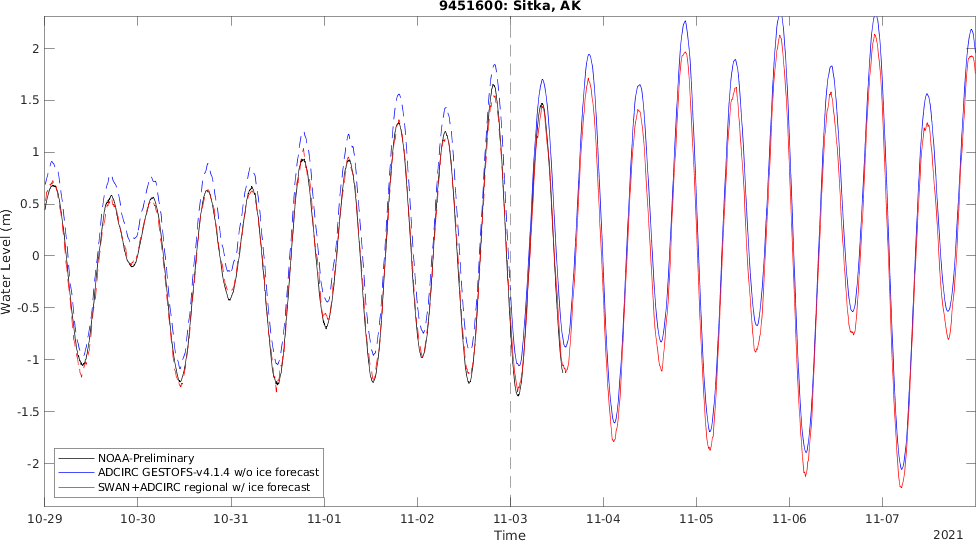 9451600: Sitka, AK
Water Level (m)
2
1.5
1
0.5
0
-0.5
-1
-1.5
-2
NOAA-Preliminary
ADCIRC GESTOFS-v4.1.4 w/o ice forecast
SWAN+ADCIRC regional w/ ice forecast
10-29 10-30 10-31 11-01 11-02 11-03 11-04 11-05 11-06 11-07
Time
2021